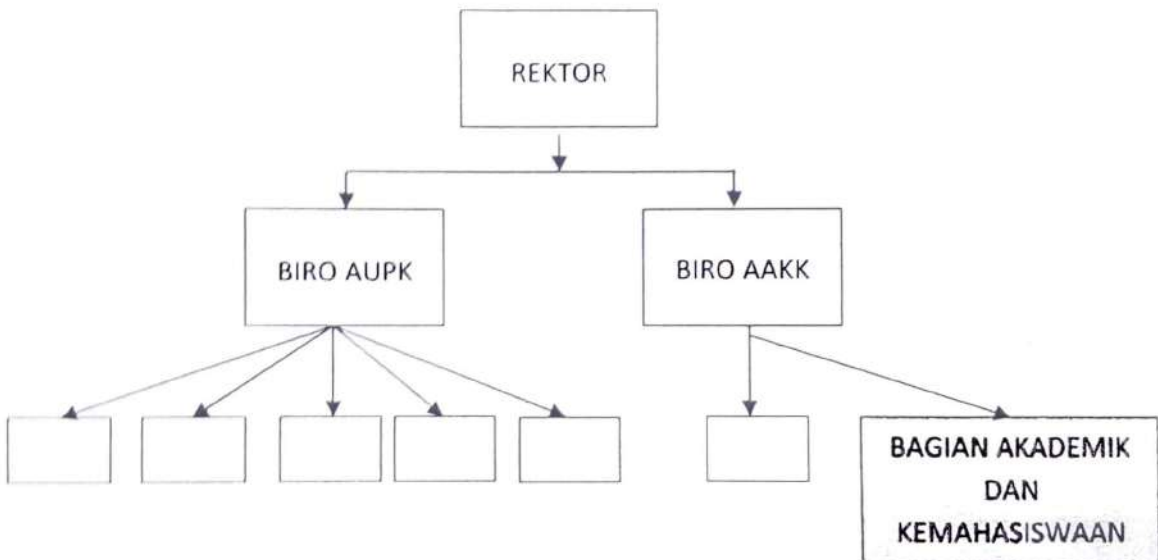 REKTOR
BIRO AUPK
BIRO AAKK
BAGIAN AKADEMIK
DAN
KEMAHASISWAAN